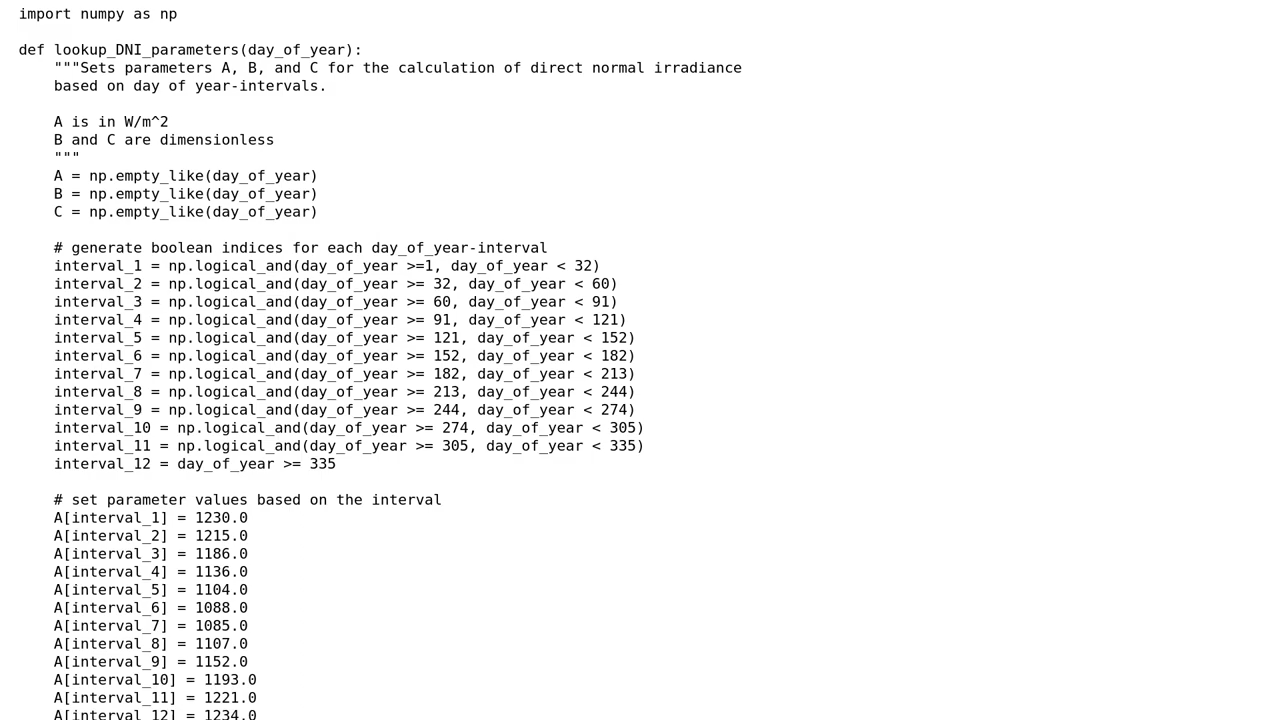 import numpy as np

def lookup_DNI_parameters(day_of_year):
    """Sets parameters A, B, and C for the calculation of direct normal irradiance
    based on day of year-intervals.

    A is in W/m^2
    B and C are dimensionless
    """
    A = np.empty_like(day_of_year)
    B = np.empty_like(day_of_year)
    C = np.empty_like(day_of_year)

    # generate boolean indices for each day_of_year-interval
    interval_1 = np.logical_and(day_of_year >=1, day_of_year < 32)
    interval_2 = np.logical_and(day_of_year >= 32, day_of_year < 60)
    interval_3 = np.logical_and(day_of_year >= 60, day_of_year < 91)
    interval_4 = np.logical_and(day_of_year >= 91, day_of_year < 121)
    interval_5 = np.logical_and(day_of_year >= 121, day_of_year < 152)
    interval_6 = np.logical_and(day_of_year >= 152, day_of_year < 182)
    interval_7 = np.logical_and(day_of_year >= 182, day_of_year < 213)
    interval_8 = np.logical_and(day_of_year >= 213, day_of_year < 244)
    interval_9 = np.logical_and(day_of_year >= 244, day_of_year < 274)
    interval_10 = np.logical_and(day_of_year >= 274, day_of_year < 305)
    interval_11 = np.logical_and(day_of_year >= 305, day_of_year < 335)
    interval_12 = day_of_year >= 335

    # set parameter values based on the interval
    A[interval_1] = 1230.0
    A[interval_2] = 1215.0
    A[interval_3] = 1186.0
    A[interval_4] = 1136.0
    A[interval_5] = 1104.0
    A[interval_6] = 1088.0
    A[interval_7] = 1085.0
    A[interval_8] = 1107.0
    A[interval_9] = 1152.0
    A[interval_10] = 1193.0
    A[interval_11] = 1221.0
    A[interval_12] = 1234.0